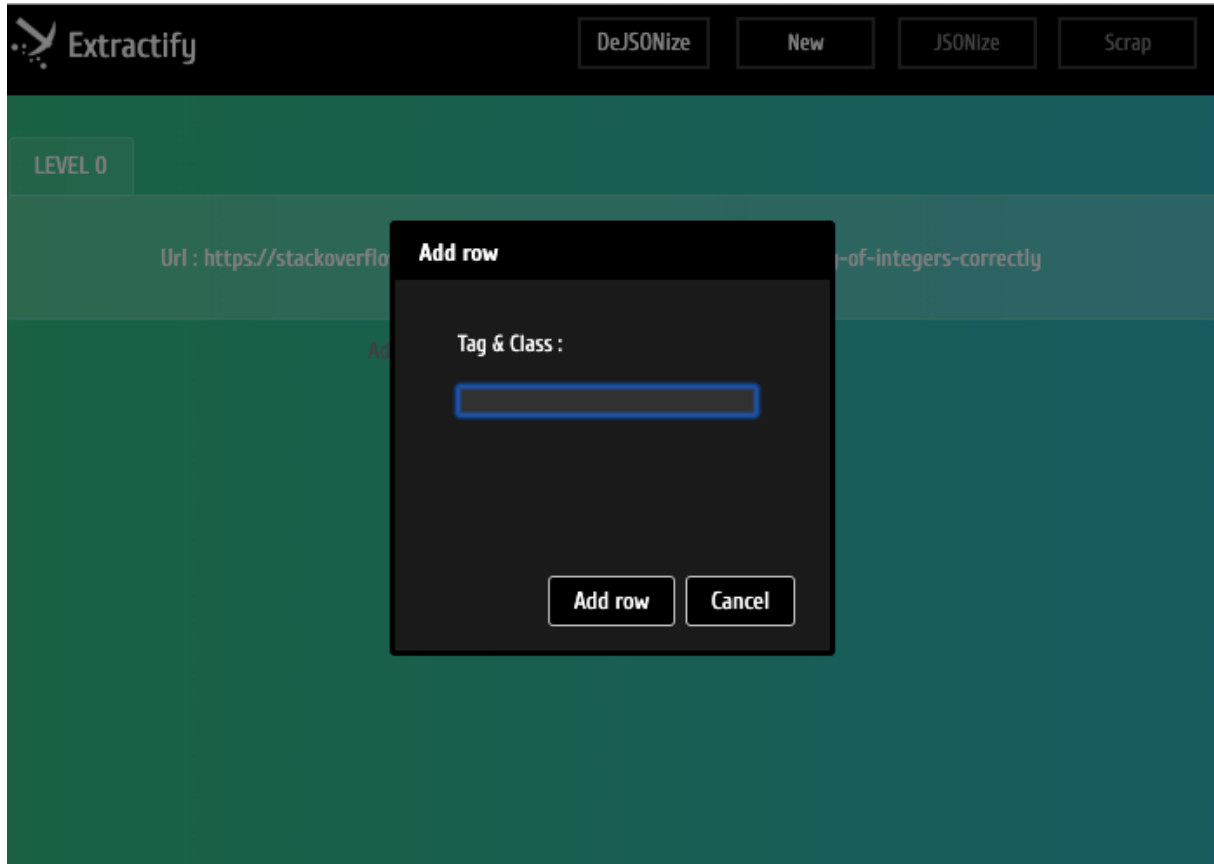 Extractify
DeJSONize
New
JSONize
Scrap
LEVEL 0
Url : https://stackoverflo
-of-integers-correctly
Add row
Ad
Tag & Class :
Add row
Cancel